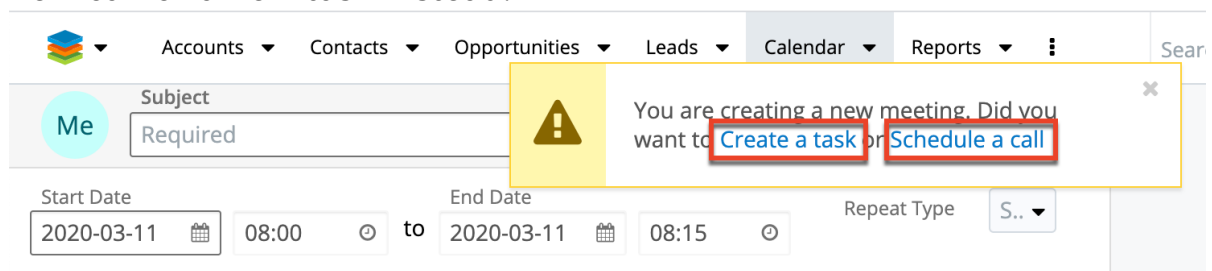 Accounts Contacts Opportunities Leads Calendar Reports
Me
Subject
Required
You are creating a new meeting. Did you
want to Create a task or Schedule a call
Start Date
2020-03-11 08:00 to
End Date
2020-03-11 08:15
Repeat Type S..